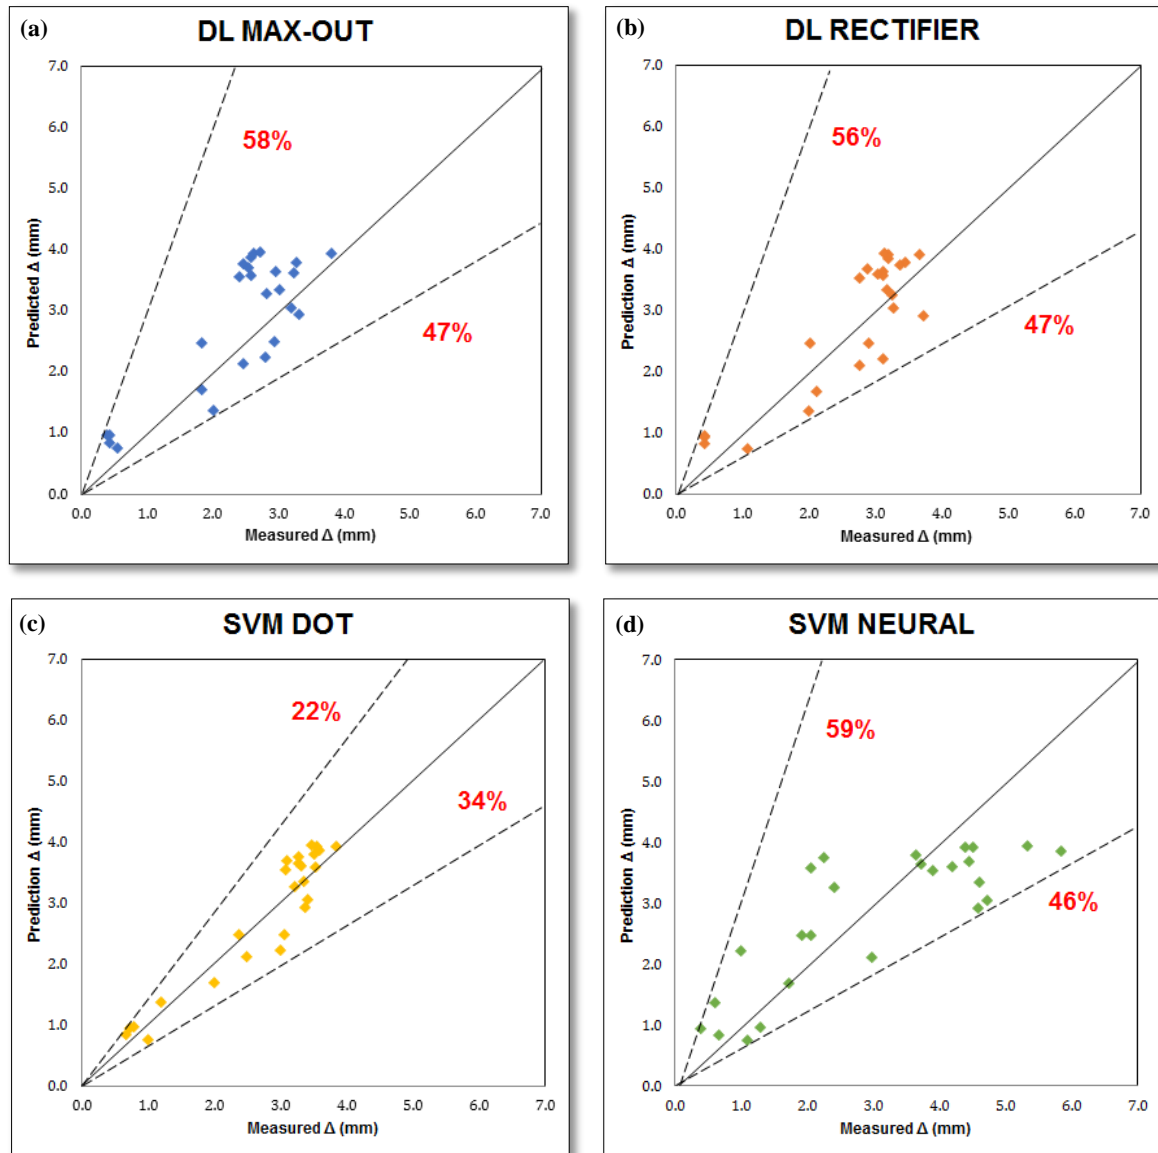 (a)
DL MAX-OUT
7.0
6.0
5.0
4.0
3.0
2.0
1.0
0.0
Predicted Δ (mm)
58%
47%
0.0 1.0 2.0 3.0 4.0 5.0 6.0 7.0
Measured Δ (mm)
(b)
DL RECTIFIER
7.0
6.0
5.0
4.0
3.0
2.0
1.0
0.0
Prediction Δ (mm)
56%
47%
0.0 1.0 2.0 3.0 4.0 5.0 6.0 7.0
Measured Δ (mm)
(c)
SVM DOT
7.0
6.0
5.0
4.0
3.0
2.0
1.0
0.0
Prediction Δ (mm)
22%
34%
0.0 1.0 2.0 3.0 4.0 5.0 6.0 7.0
Measured Δ (mm)
(d)
SVM NEURAL
7.0
6.0
5.0
4.0
3.0
2.0
1.0
0.0
Prediction Δ (mm)
59%
46%
0.0 1.0 2.0 3.0 4.0 5.0 6.0 7.0
Measured Δ (mm)